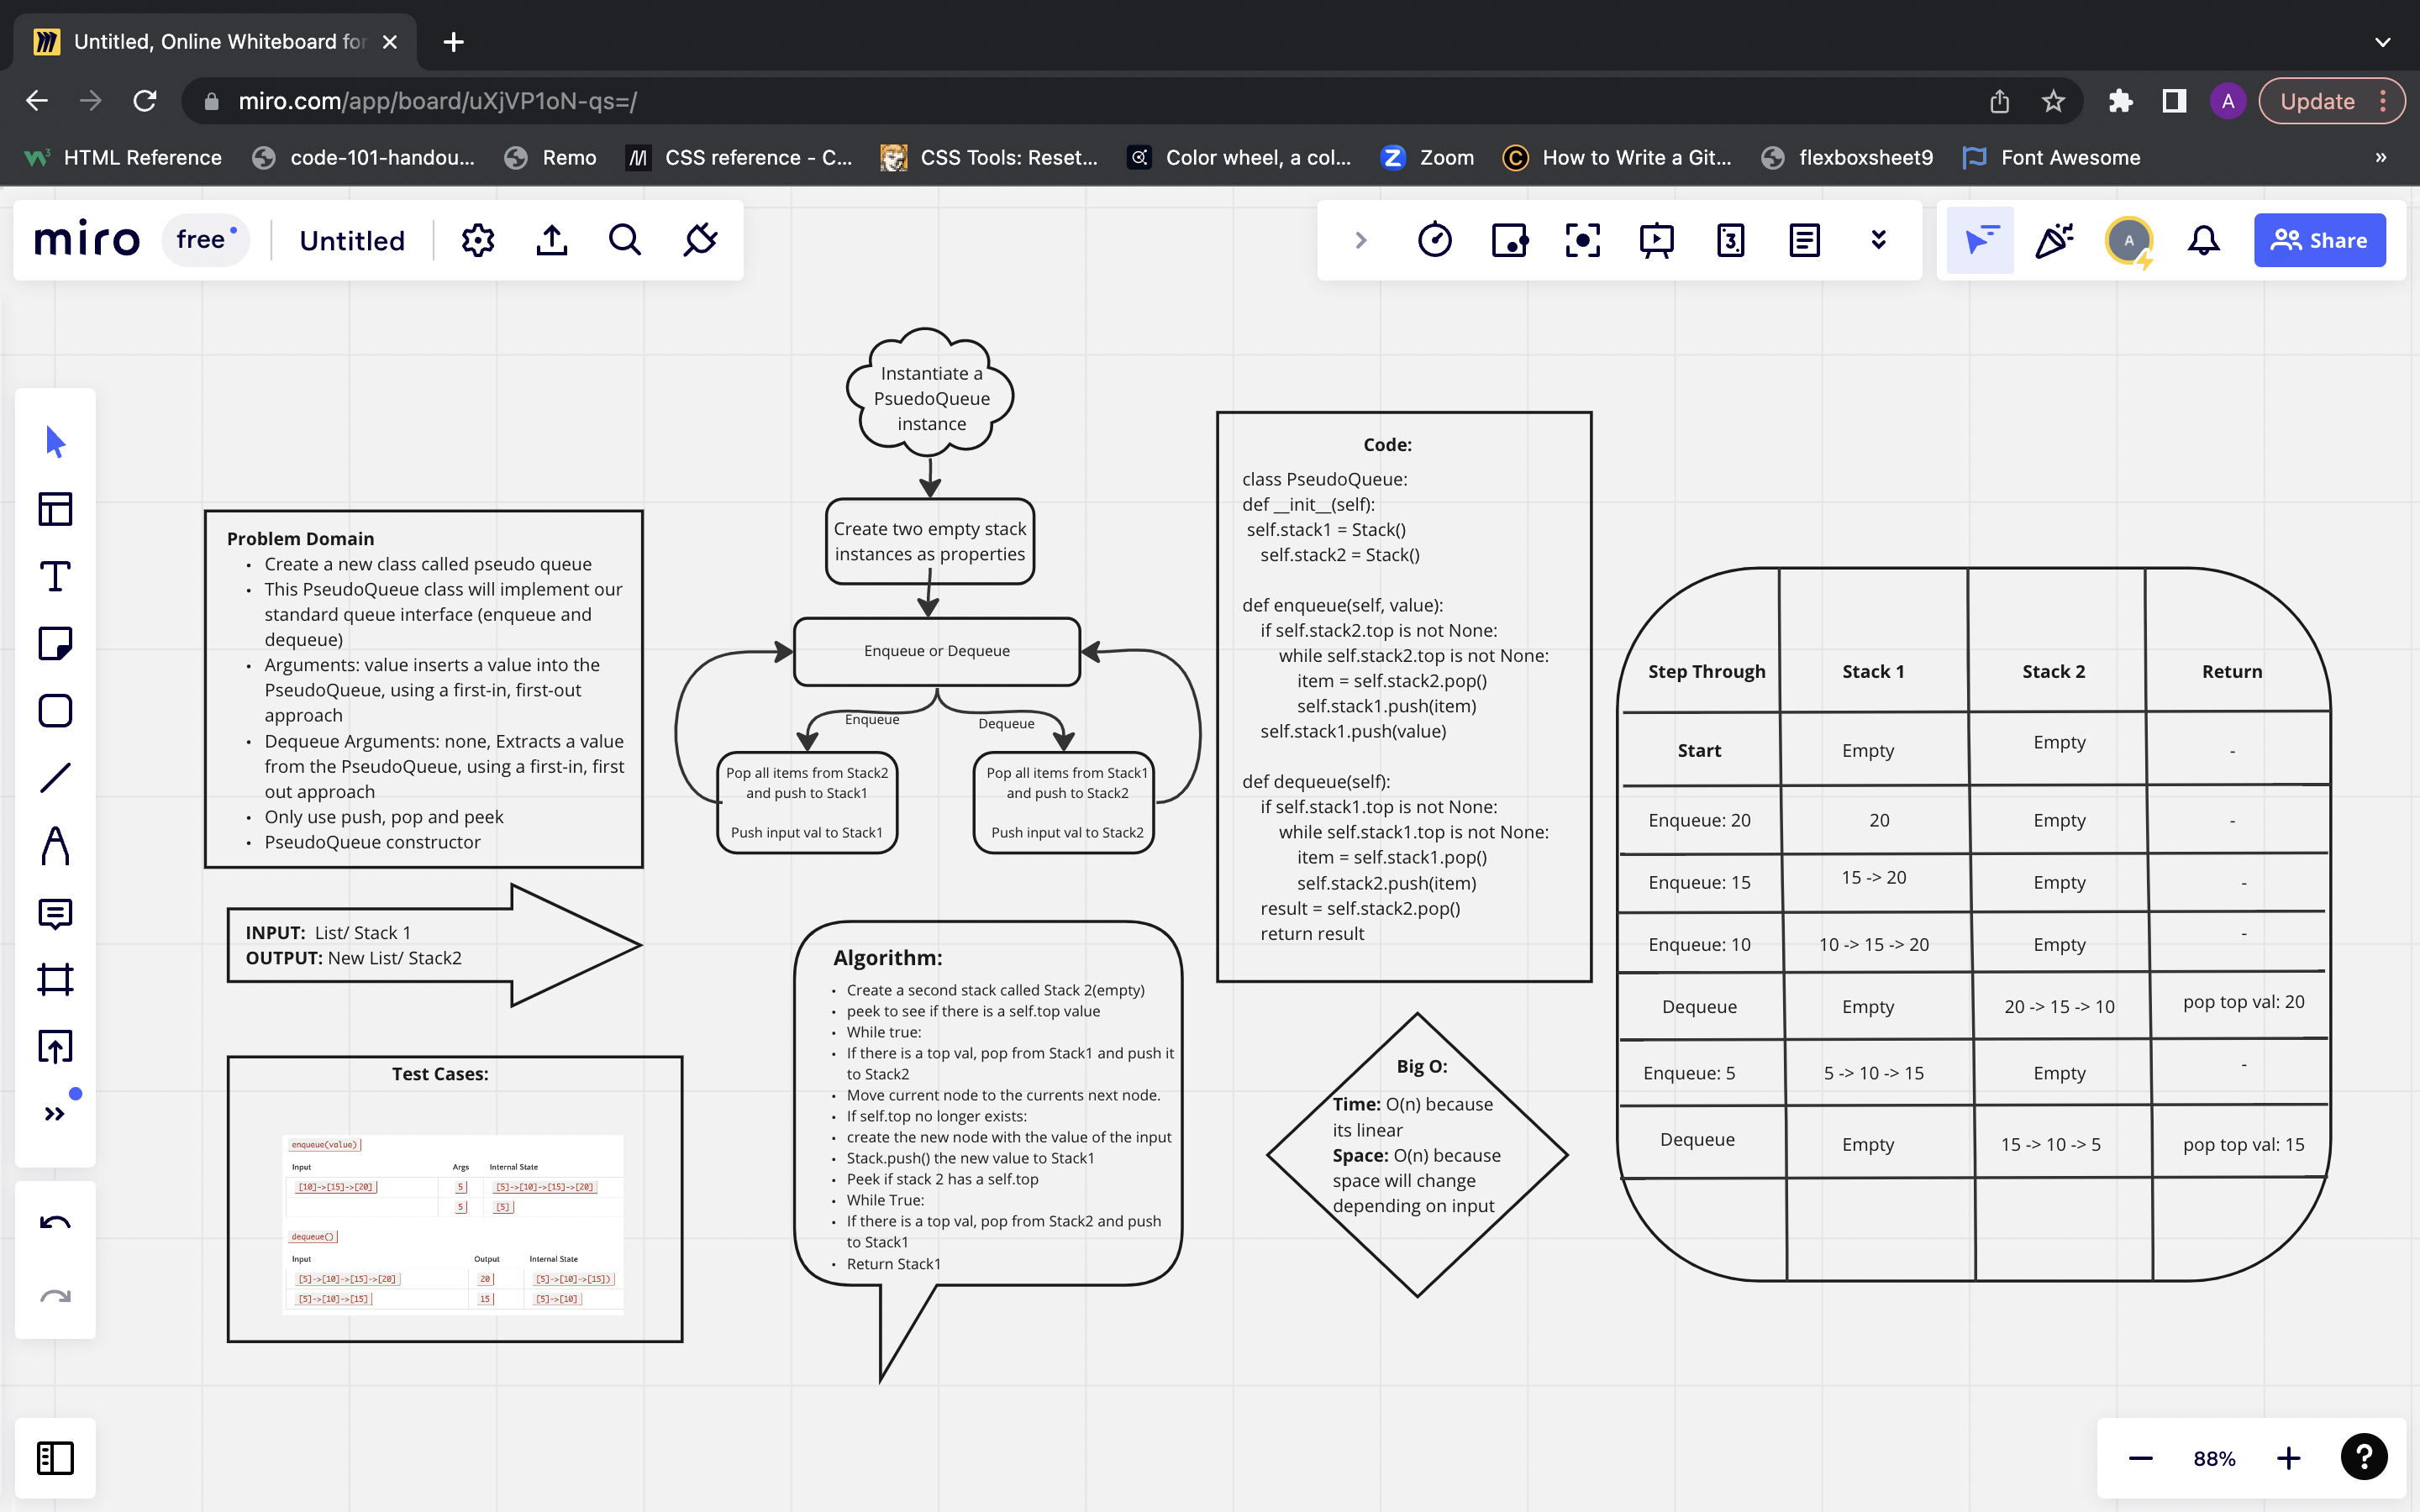 Untitled, Online Whiteboard for
miro.com/app/board/uXjVP1oN-qs=/
A
Update
HTML Reference
code-101-handou...
Remo
CSS reference - C...
CSS Tools: Reset...
Color wheel, a col...
Zoom
How to Write a Git...
flexboxsheet9
Font Awesome
»
miro
free
Untitled
3
A
Share
Instantiate a
PsuedoQueue
instance
Create two empty stack
instances as properties
Enqueue or Dequeue
Enqueue
Dequeue
Pop all items from Stack2
and push to Stack1
Push input val to Stack1
Pop all items from Stack1
and push to Stack2
Push input val to Stack2
Problem Domain
• Create a new class called pseudo queue
• This PseudoQueue class will implement our
standard queue interface (enqueue and
dequeue)
• Arguments: value inserts a value into the
PseudoQueue, using a first-in, first-out
approach
• Dequeue Arguments: none, Extracts a value
from the PseudoQueue, using a first-in, first
out approach
• Only use push, pop and peek
• PseudoQueue constructor
INPUT: List/ Stack 1
OUTPUT: New List/ Stack2
Test Cases:
enqueue(value)
Input Args Internal State
[10]->[15]->[20] 5 [5]->[10]->[15]->[20]
5 [5]
dequeue()
Input Output Internal State
[5]->[10]->[15]->[20] 20 [5]->[10]->[15])
[5]->[10]->[15] 15 [5]->[10]
Algorithm:
• Create a second stack called Stack 2(empty)
• peek to see if there is a self.top value
• While true:
• If there is a top val, pop from Stack1 and push it
to Stack2
• Move current node to the currents next node.
• If self.top no longer exists:
• create the new node with the value of the input
• Stack.push() the new value to Stack1
• Peek if stack 2 has a self.top
• While True:
• If there is a top val, pop from Stack2 and push
to Stack1
• Return Stack1
Code:
class PseudoQueue:
def __init__(self):
self.stack1 = Stack()
self.stack2 = Stack()
def enqueue(self, value):
if self.stack2.top is not None:
while self.stack2.top is not None:
item = self.stack2.pop()
self.stack1.push(item)
self.stack1.push(value)
def dequeue(self):
if self.stack1.top is not None:
while self.stack1.top is not None:
item = self.stack1.pop()
self.stack2.push(item)
result = self.stack2.pop()
return result
Big O:
Time: O(n) because
its linear
Space: O(n) because
space will change
depending on input
Step Through Stack 1 Stack 2 Return
Start Empty Empty -
Enqueue: 20 20 Empty -
Enqueue: 15 15 -> 20 Empty -
Enqueue: 10 10 -> 15 -> 20 Empty -
Dequeue Empty 20 -> 15 -> 10 pop top val: 20
Enqueue: 5 5 -> 10 -> 15 Empty -
Dequeue Empty 15 -> 10 -> 5 pop top val: 15
88%
?